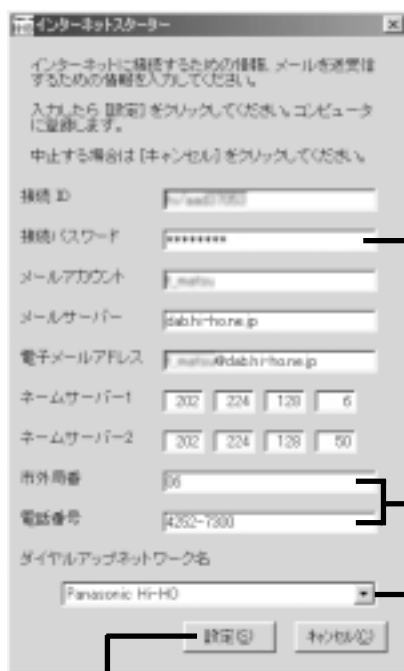 インターネットスターター
インターネットに接続するための情報、メールを送受信
するための情報を入力してください。
入力したら [設定] をクリックしてください。コンピュータ
に登録します。
中止する場合は [キャンセル] をクリックしてください。
接続 ID
接続パスワード ********
メールアカウント
メールサーバー dab.hi-ho.ne.jp
電子メールアドレス @dab.hi-ho.ne.jp
ネームサーバー1 202 224 128 6
ネームサーバー2 202 224 128 50
市外局番 06
電話番号 4262-7300
ダイヤルアップネットワーク名
Panasonic Hi-HO
設定(S) キャンセル(C)